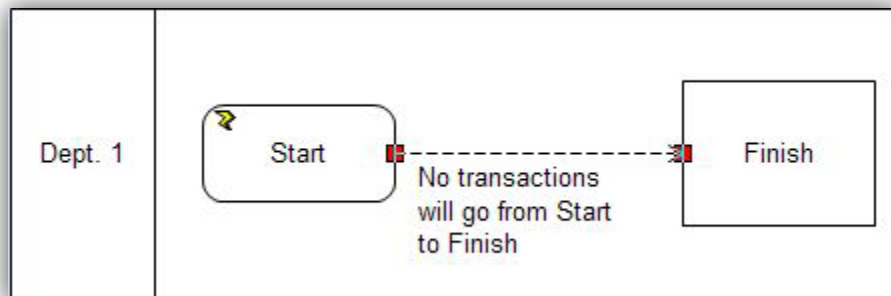 Dept. 1
Start
Finish
No transactions
will go from Start
to Finish